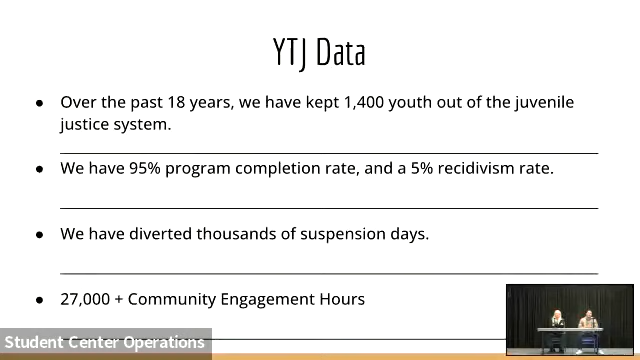 YTJ Data
● Over the past 18 years, we have kept 1,400 youth out of the juvenile
justice system.
● We have 95% program completion rate, and a 5% recidivism rate.
● We have diverted thousands of suspension days.
● 27,000 + Community Engagement Hours
Student Center Operations